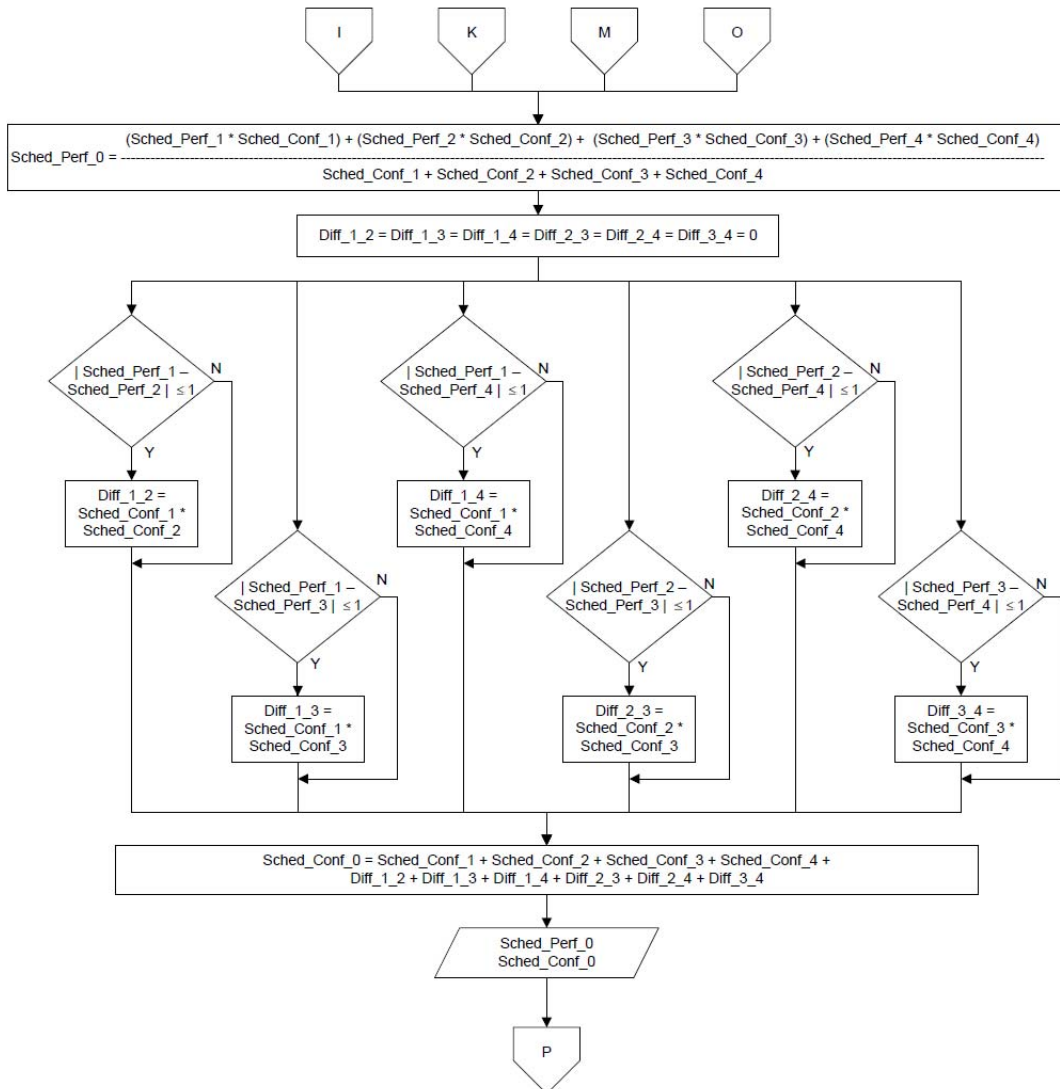 I
K
M
O
(Sched_Perf_1 * Sched_Conf_1) + (Sched_Perf_2 * Sched_Conf_2) + (Sched_Perf_3 * Sched_Conf_3) + (Sched_Perf_4 * Sched_Conf_4)
Sched_Perf_0 =
Sched_Conf_1 + Sched_Conf_2 + Sched_Conf_3 + Sched_Conf_4
Diff_1_2 = Diff_1_3 = Diff_1_4 = Diff_2_3 = Diff_2_4 = Diff_3_4 = 0
| Sched_Perf_1 –
Sched_Perf_2 | ≤ 1
N
Y
Diff_1_2 =
Sched_Conf_1 *
Sched_Conf_2
| Sched_Perf_1 –
Sched_Perf_4 | ≤ 1
N
Y
Diff_1_4 =
Sched_Conf_1 *
Sched_Conf_4
| Sched_Perf_2 –
Sched_Perf_4 | ≤ 1
N
Y
Diff_2_4 =
Sched_Conf_2 *
Sched_Conf_4
| Sched_Perf_1 –
Sched_Perf_3 | ≤ 1
N
Y
Diff_1_3 =
Sched_Conf_1 *
Sched_Conf_3
| Sched_Perf_2 –
Sched_Perf_3 | ≤ 1
N
Y
Diff_2_3 =
Sched_Conf_2 *
Sched_Conf_3
| Sched_Perf_3 –
Sched_Perf_4 | ≤ 1
N
Y
Diff_3_4 =
Sched_Conf_3 *
Sched_Conf_4
Sched_Conf_0 = Sched_Conf_1 + Sched_Conf_2 + Sched_Conf_3 + Sched_Conf_4 +
Diff_1_2 + Diff_1_3 + Diff_1_4 + Diff_2_3 + Diff_2_4 + Diff_3_4
Sched_Perf_0
Sched_Conf_0
P